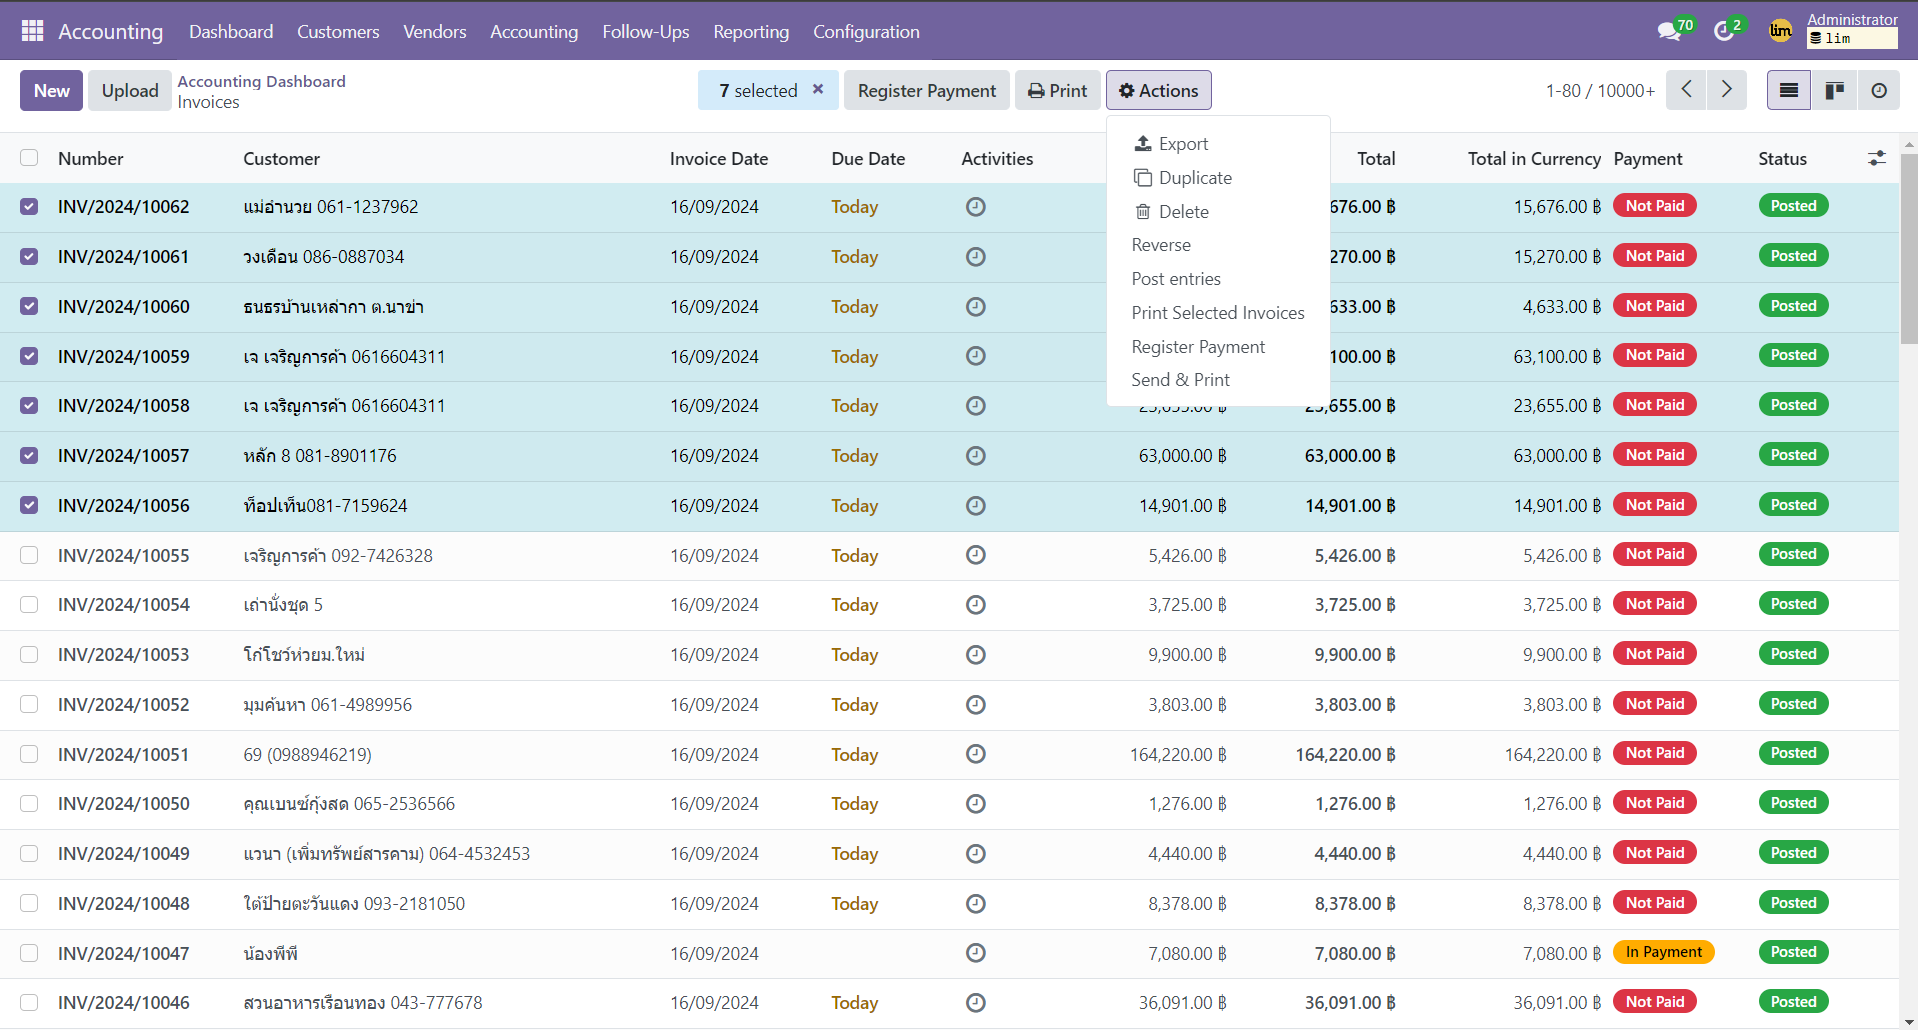 Accounting Dashboard Customers Vendors Accounting Follow-Ups Reporting Configuration 70 2 lim Administrator
lim
New Upload Accounting Dashboard 7 selected × Register Payment Print Actions 1-80 / 10000+
Invoices
Export
Duplicate
Delete
Reverse
Post entries
Print Selected Invoices
Register Payment
Send & Print
Number Customer Invoice Date Due Date Activities Total Total in Currency Payment Status
INV/2024/10062 แม่อำนวย 061-1237962 16/09/2024 Today 676.00 ฿ 15,676.00 ฿ Not Paid Posted
INV/2024/10061 วงเดือน 086-0887034 16/09/2024 Today 270.00 ฿ 15,270.00 ฿ Not Paid Posted
INV/2024/10060 ธนธรบ้านเหล่ากา ต.นาข่า 16/09/2024 Today 633.00 ฿ 4,633.00 ฿ Not Paid Posted
INV/2024/10059 เจ เจริญการค้า 0616604311 16/09/2024 Today 100.00 ฿ 63,100.00 ฿ Not Paid Posted
INV/2024/10058 เจ เจริญการค้า 0616604311 16/09/2024 Today 23,655.00 ฿ 23,655.00 ฿ 23,655.00 ฿ Not Paid Posted
INV/2024/10057 หลัก 8 081-8901176 16/09/2024 Today 63,000.00 ฿ 63,000.00 ฿ 63,000.00 ฿ Not Paid Posted
INV/2024/10056 ท็อปเท็น081-7159624 16/09/2024 Today 14,901.00 ฿ 14,901.00 ฿ 14,901.00 ฿ Not Paid Posted
INV/2024/10055 เจริญการค้า 092-7426328 16/09/2024 Today 5,426.00 ฿ 5,426.00 ฿ 5,426.00 ฿ Not Paid Posted
INV/2024/10054 เถ่านั่งชุด 5 16/09/2024 Today 3,725.00 ฿ 3,725.00 ฿ 3,725.00 ฿ Not Paid Posted
INV/2024/10053 โก๋โชว์ห่วยม.ใหม่ 16/09/2024 Today 9,900.00 ฿ 9,900.00 ฿ 9,900.00 ฿ Not Paid Posted
INV/2024/10052 มุมค้นหา 061-4989956 16/09/2024 Today 3,803.00 ฿ 3,803.00 ฿ 3,803.00 ฿ Not Paid Posted
INV/2024/10051 69 (0988946219) 16/09/2024 Today 164,220.00 ฿ 164,220.00 ฿ 164,220.00 ฿ Not Paid Posted
INV/2024/10050 คุณเบนซ์กุ้งสด 065-2536566 16/09/2024 Today 1,276.00 ฿ 1,276.00 ฿ 1,276.00 ฿ Not Paid Posted
INV/2024/10049 แวนา (เพิ่มทรัพย์สารคาม) 064-4532453 16/09/2024 Today 4,440.00 ฿ 4,440.00 ฿ 4,440.00 ฿ Not Paid Posted
INV/2024/10048 ใต้ป้ายตะวันแดง 093-2181050 16/09/2024 Today 8,378.00 ฿ 8,378.00 ฿ 8,378.00 ฿ Not Paid Posted
INV/2024/10047 น้องพีพี 16/09/2024 7,080.00 ฿ 7,080.00 ฿ 7,080.00 ฿ In Payment Posted
INV/2024/10046 สวนอาหารเรือนทอง 043-777678 16/09/2024 Today 36,091.00 ฿ 36,091.00 ฿ 36,091.00 ฿ Not Paid Posted